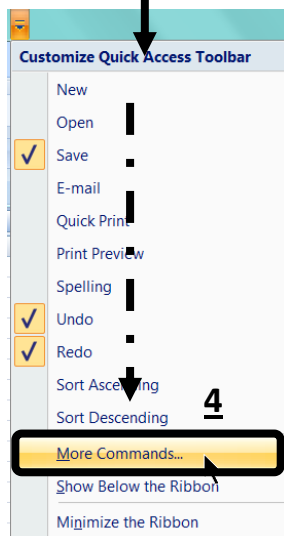 Customize Quick Access Toolbar
New
Open
Save
E-mail
Quick Print
Print Preview
Spelling
Undo
Redo
Sort Ascending
Sort Descending
4
More Commands...
Show Below the Ribbon
Minimize the Ribbon